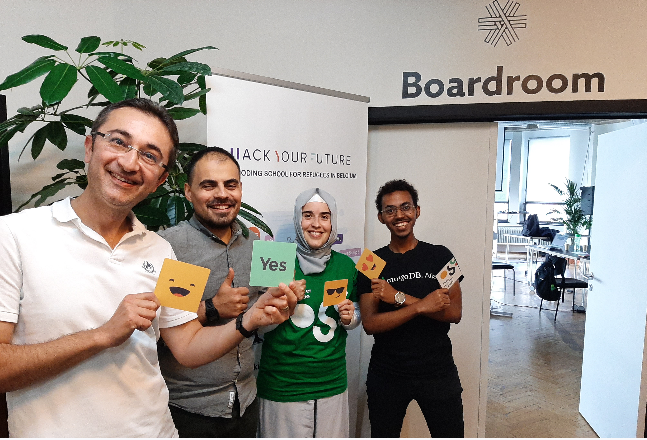 Boardroom
HACK YOUR FUTURE
CODING SCHOOL FOR REFUGEES IN BELGIUM
Yes